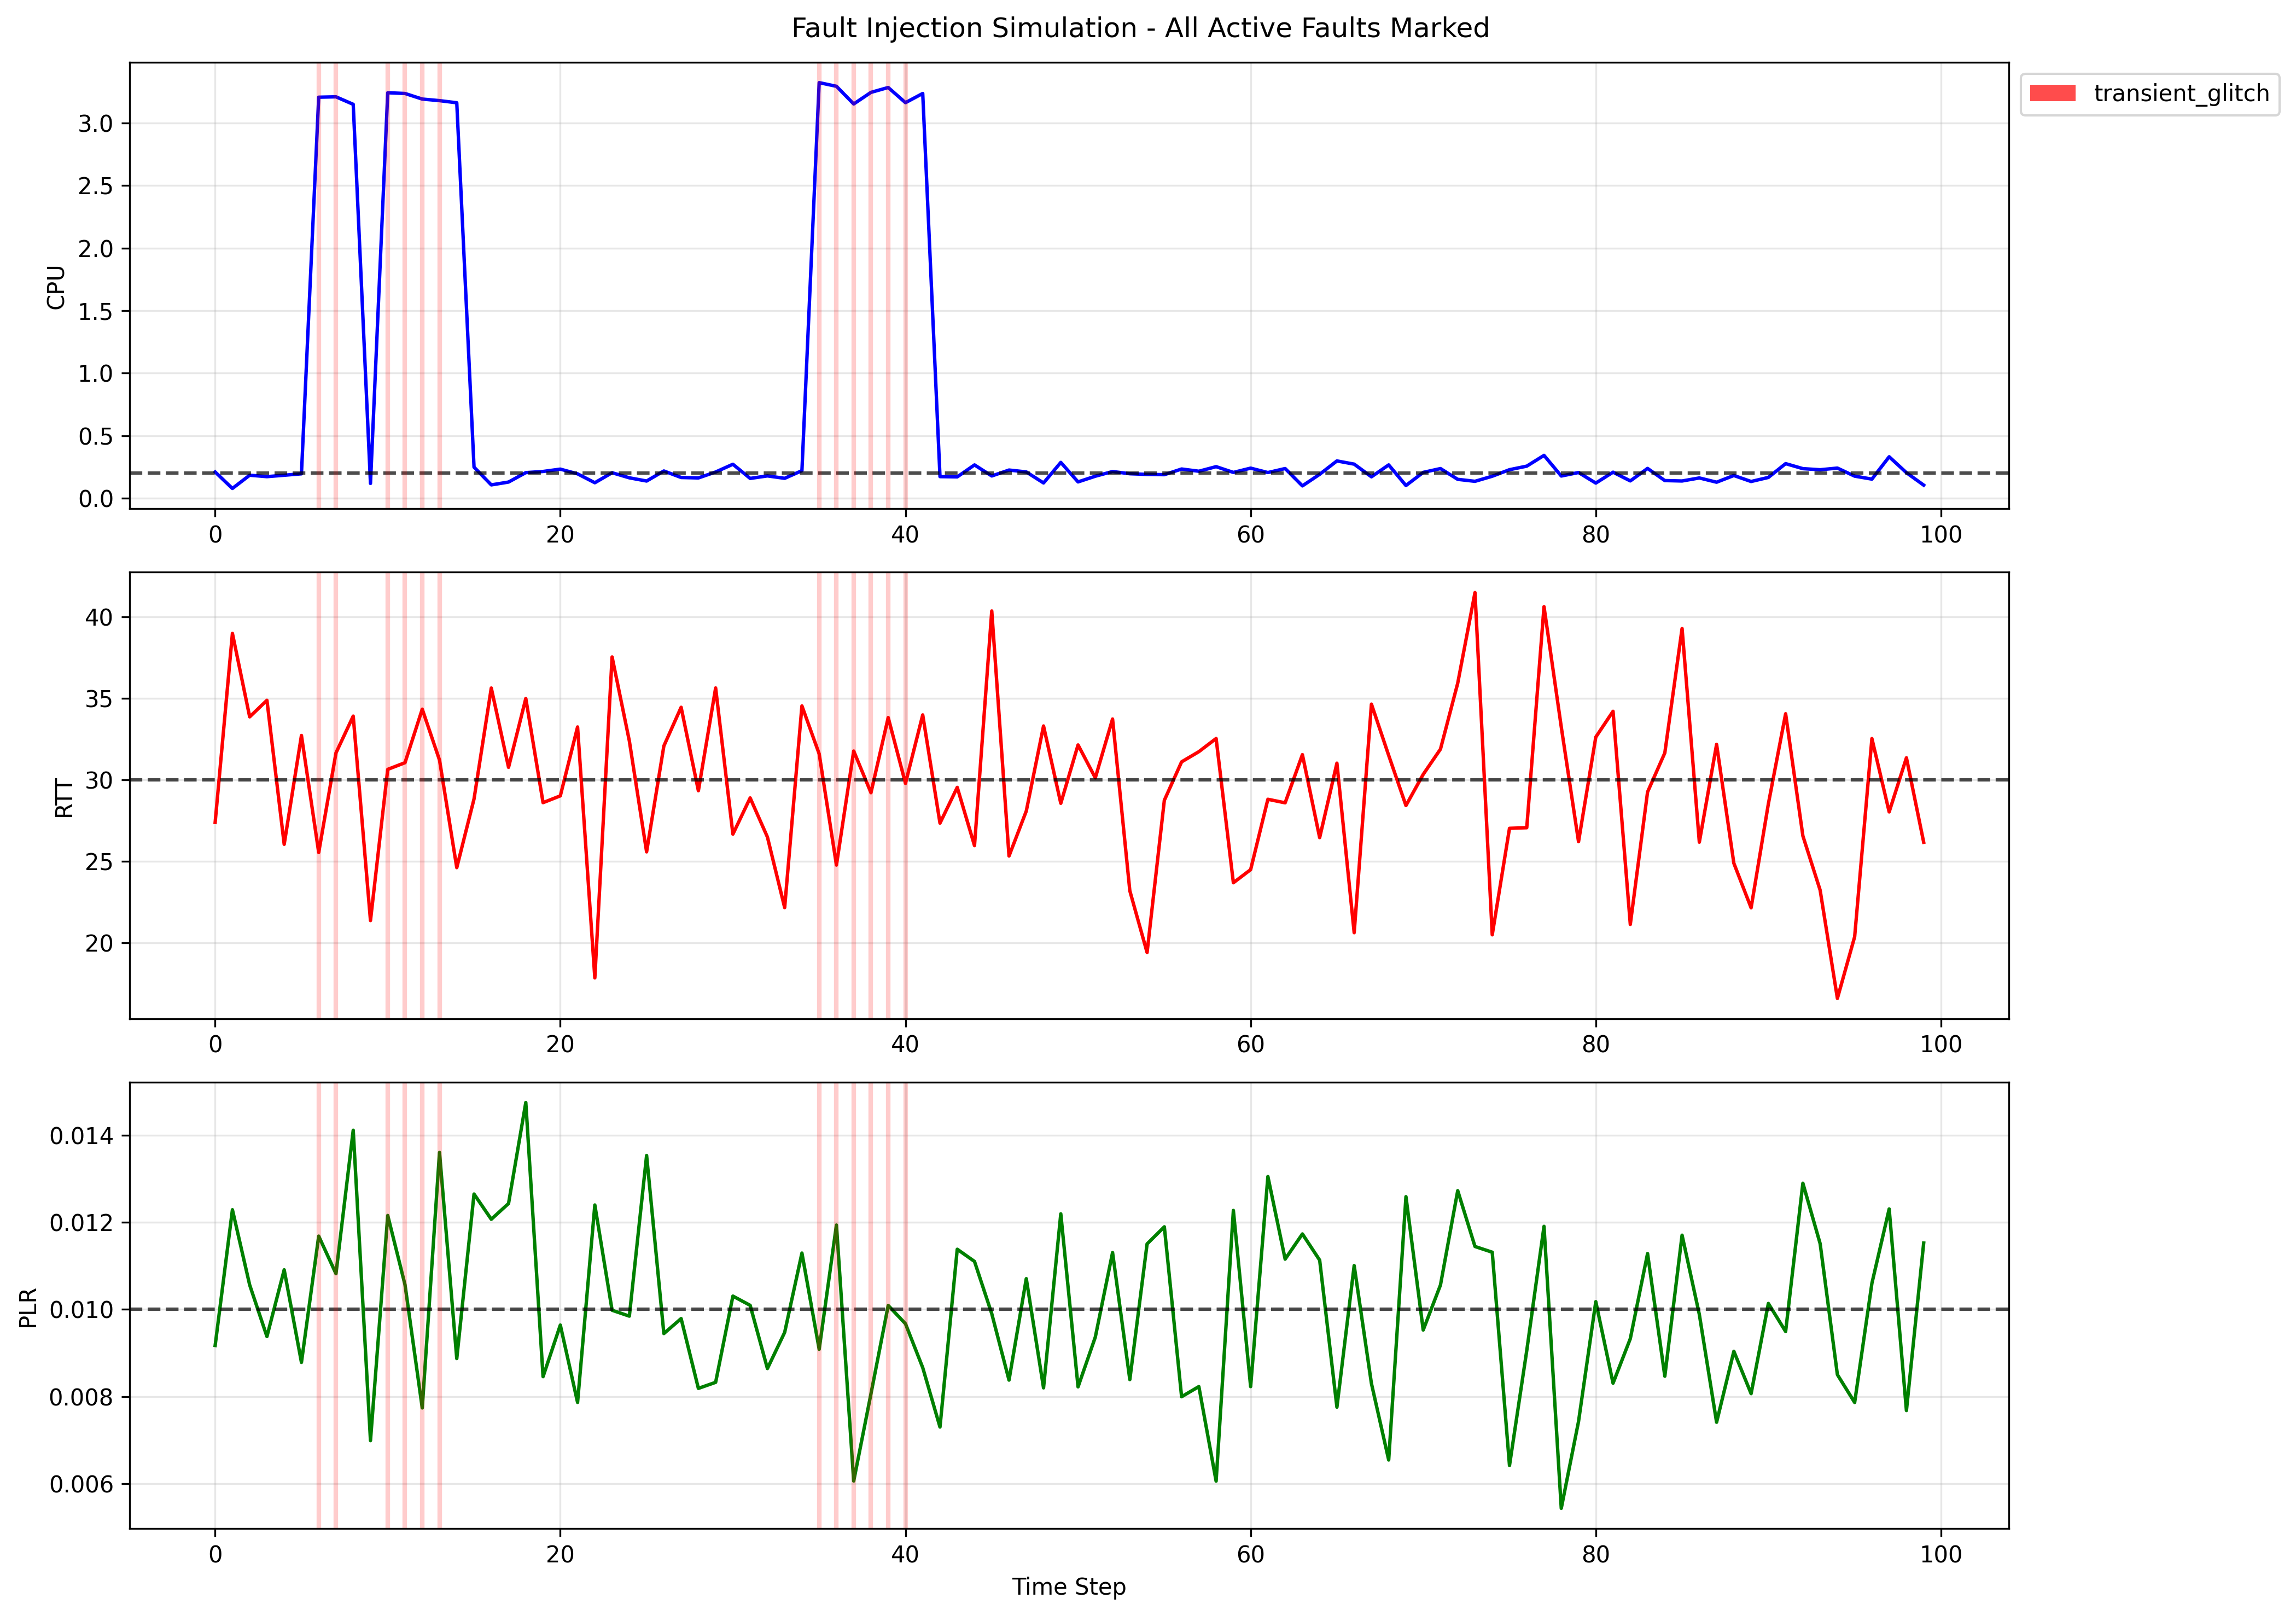 Fault Injection Simulation - All Active Faults Marked
transient_glitch
CPU
3.0
2.5
2.0
1.5
1.0
0.5
0.0
0 20 40 60 80 100
RTT
40
35
30
25
20
0 20 40 60 80 100
PLR
0.014
0.012
0.010
0.008
0.006
0 20 40 60 80 100
Time Step